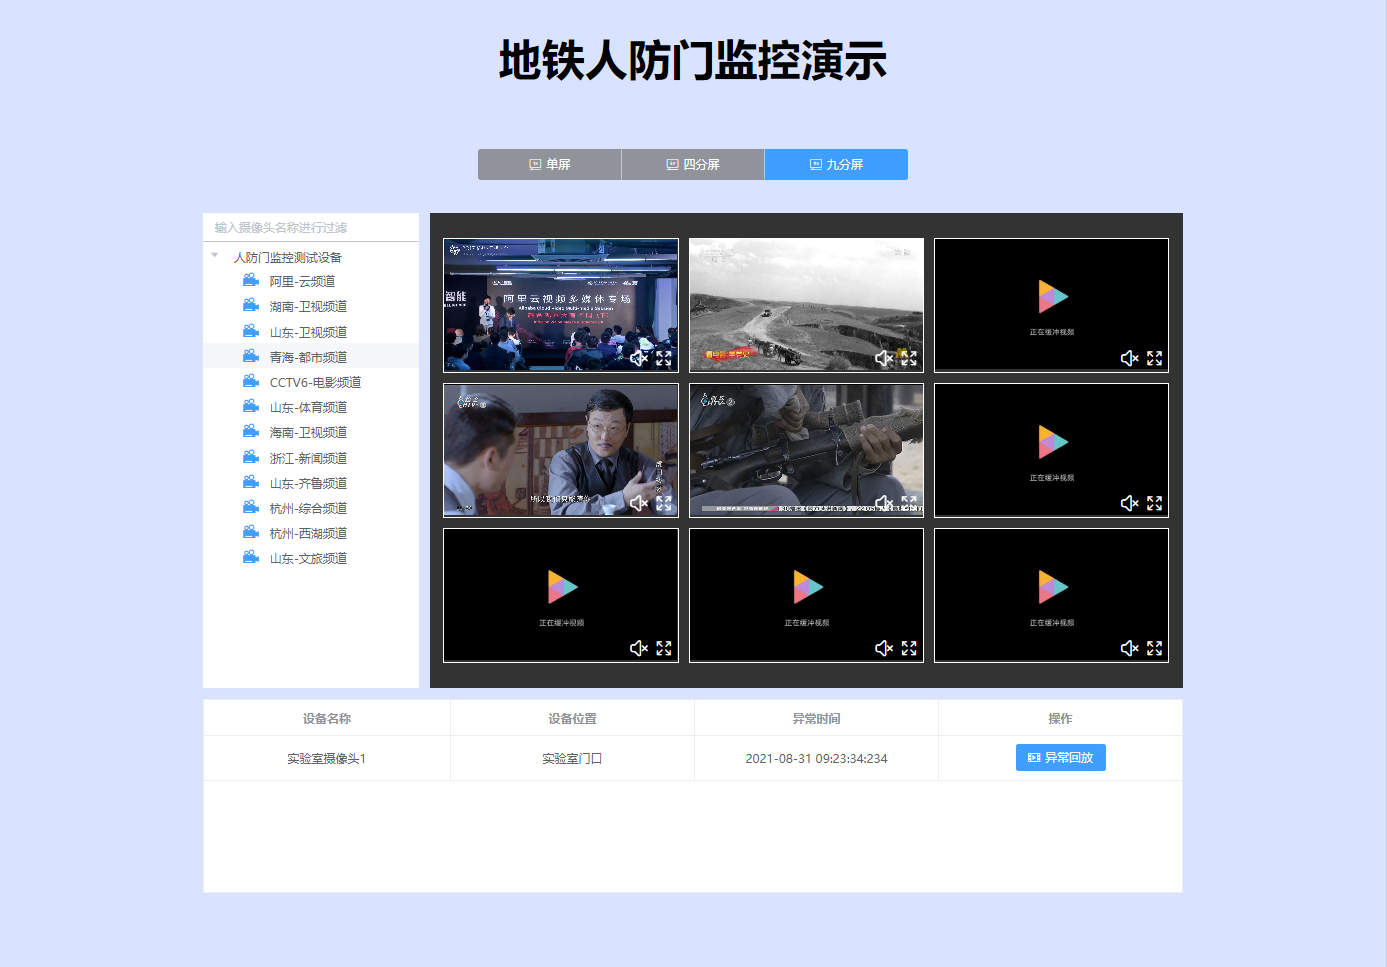 地铁人防门监控演示
单屏
四分屏
九分屏
输入摄像头名称进行过滤
人防门监控测试设备
阿里-云频道
湖南-卫视频道
山东-卫视频道
青海-都市频道
CCTV6-电影频道
山东-体育频道
海南-卫视频道
浙江-新闻频道
山东-齐鲁频道
杭州-综合频道
杭州-西湖频道
山东-文旅频道
智能
阿里云视频多媒体专场
Alibaba Cloud Video Multimedia Session
正在缓冲视频
正在缓冲视频
正在缓冲视频
正在缓冲视频
正在缓冲视频
设备名称
设备位置
异常时间
操作
实验室摄像头1
实验室门口
2021-08-31 09:23:34:234
异常回放